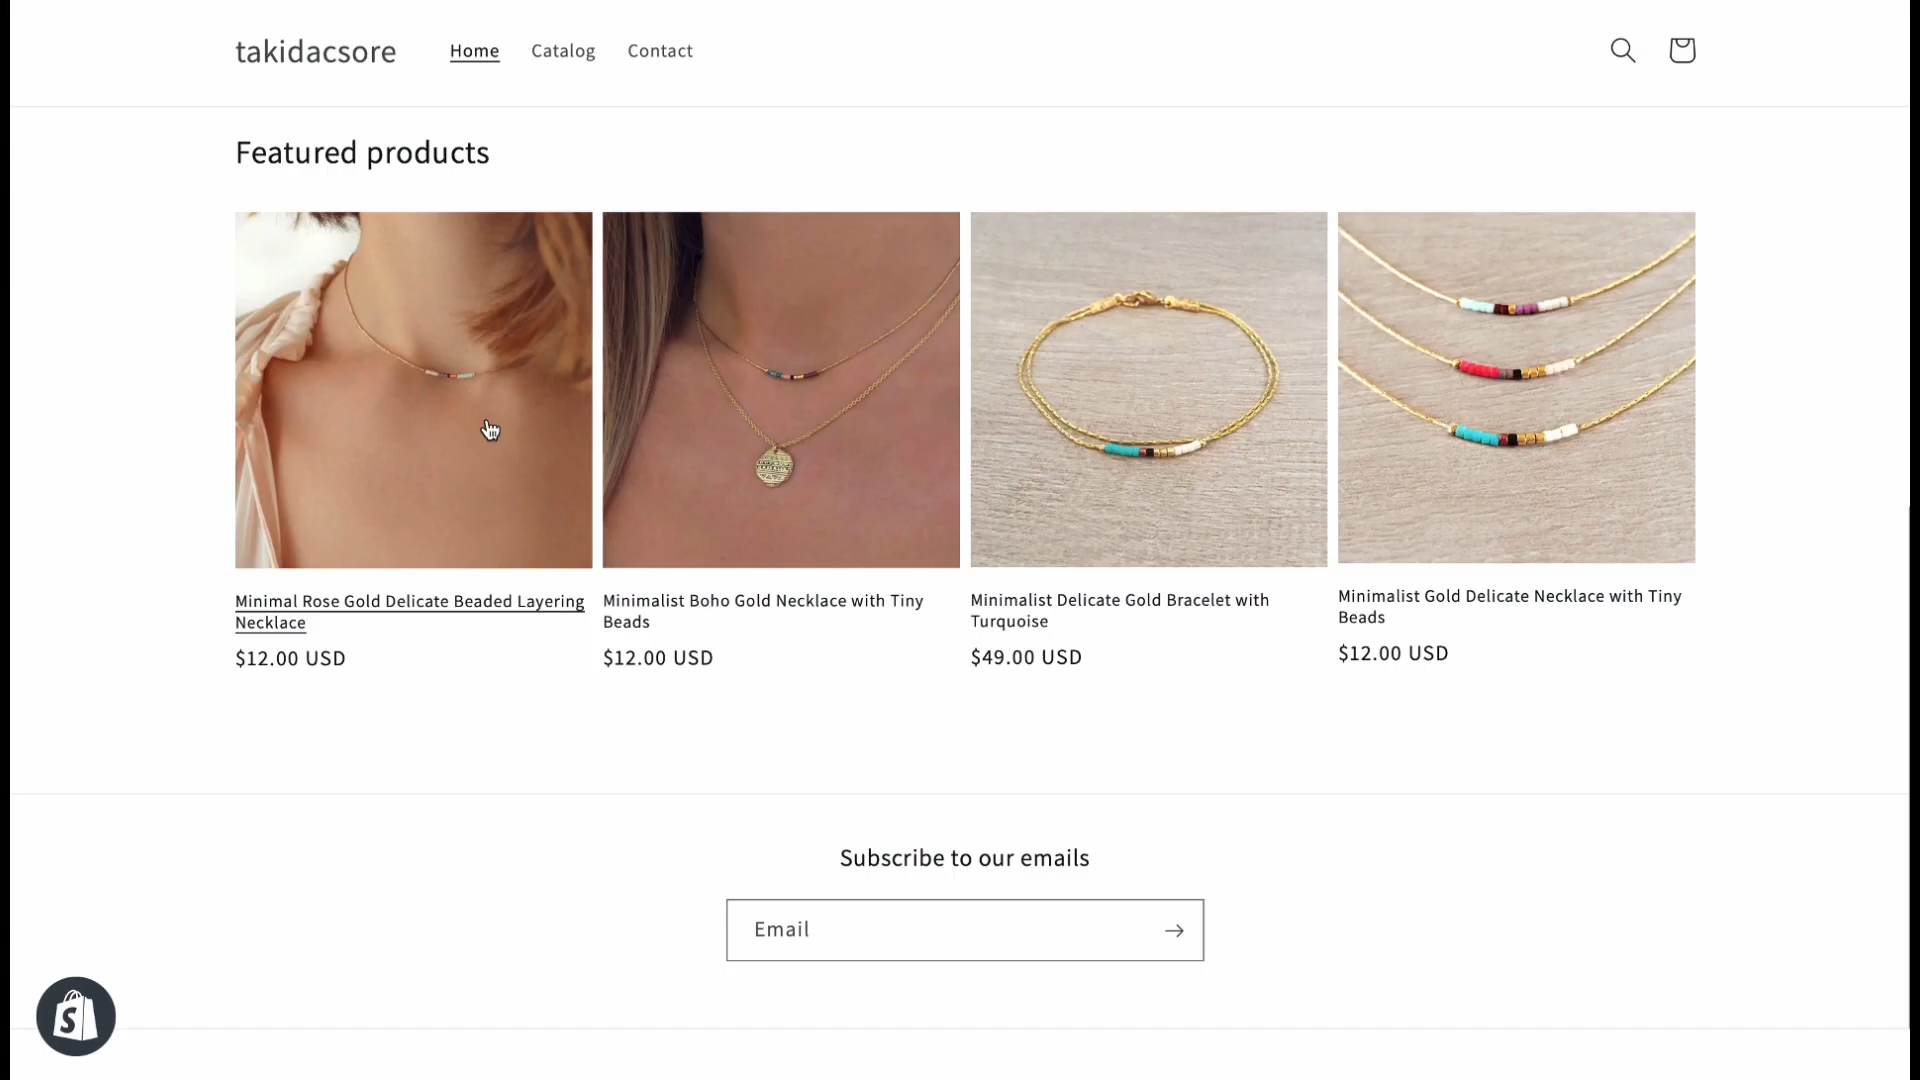 takidacsore
Home
Catalog
Contact
Featured products
Minimal Rose Gold Delicate Beaded Layering
Necklace
$12.00 USD
Minimalist Boho Gold Necklace with Tiny
Beads
$12.00 USD
Minimalist Delicate Gold Bracelet with
Turquoise
$49.00 USD
Minimalist Gold Delicate Necklace with Tiny
Beads
$12.00 USD
Subscribe to our emails
Email
S